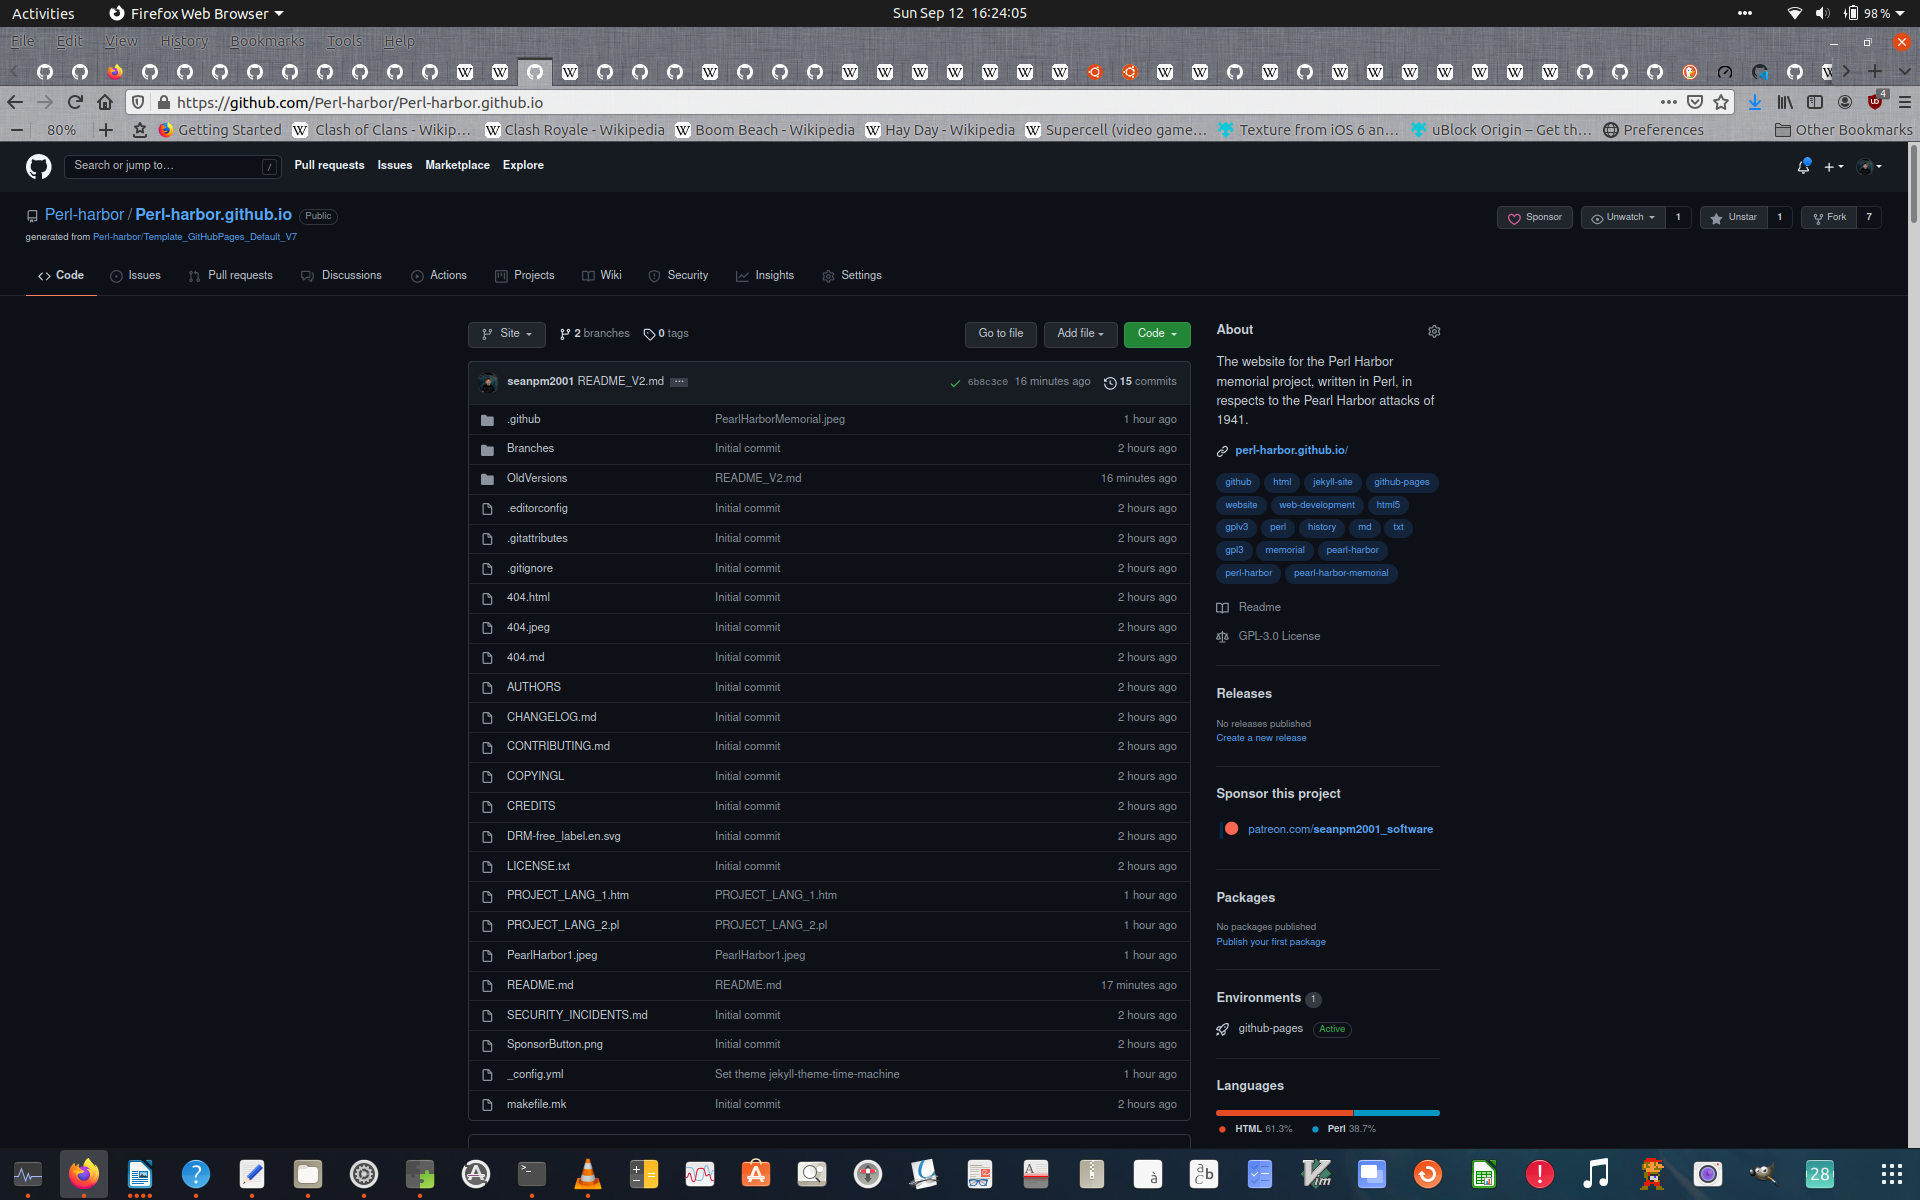 Activities Firefox Web Browser Sun Sep 12 16:24:05 98 %
File Edit View History Bookmarks Tools Help
https://github.com/Perl-harbor/Perl-harbor.github.io 4
80% Getting Started Clash of Clans - Wikip… Clash Royale - Wikipedia Boom Beach - Wikipedia Hay Day - Wikipedia Supercell (video game… Texture from iOS 6 an… uBlock Origin – Get th… Preferences Other Bookmarks
Search or jump to… / Pull requests Issues Marketplace Explore
Perl-harbor / Perl-harbor.github.io Public Sponsor Unwatch 1 Unstar 1 Fork 7
generated from Perl-harbor/Template_GitHubPages_Default_V7
Code Issues Pull requests Discussions Actions Projects Wiki Security Insights Settings
Site 2 branches 0 tags Go to file Add file Code
seanpm2001 README_V2.md 6b8c3c0 16 minutes ago 15 commits
.github PearlHarborMemorial.jpeg 1 hour ago
Branches Initial commit 2 hours ago
OldVersions README_V2.md 16 minutes ago
.editorconfig Initial commit 2 hours ago
.gitattributes Initial commit 2 hours ago
.gitignore Initial commit 2 hours ago
404.html Initial commit 2 hours ago
404.jpeg Initial commit 2 hours ago
404.md Initial commit 2 hours ago
AUTHORS Initial commit 2 hours ago
CHANGELOG.md Initial commit 2 hours ago
CONTRIBUTING.md Initial commit 2 hours ago
COPYINGL Initial commit 2 hours ago
CREDITS Initial commit 2 hours ago
DRM-free_label.en.svg Initial commit 2 hours ago
LICENSE.txt Initial commit 2 hours ago
PROJECT_LANG_1.htm PROJECT_LANG_1.htm 1 hour ago
PROJECT_LANG_2.pl PROJECT_LANG_2.pl 1 hour ago
PearlHarbor1.jpeg PearlHarbor1.jpeg 1 hour ago
README.md README.md 17 minutes ago
SECURITY_INCIDENTS.md Initial commit 2 hours ago
SponsorButton.png Initial commit 2 hours ago
_config.yml Set theme jekyll-theme-time-machine 1 hour ago
makefile.mk Initial commit 2 hours ago
About
The website for the Perl Harbor
memorial project, written in Perl, in
respects to the Pearl Harbor attacks of
1941.
perl-harbor.github.io/
github html jekyll-site github-pages
website web-development html5
gplv3 perl history md txt
gpl3 memorial pearl-harbor
perl-harbor pearl-harbor-memorial
Readme
GPL-3.0 License
Releases
No releases published
Create a new release
Sponsor this project
patreon.com/seanpm2001_software
Packages
No packages published
Publish your first package
Environments 1
github-pages Active
Languages
HTML 61.3% Perl 38.7%
28